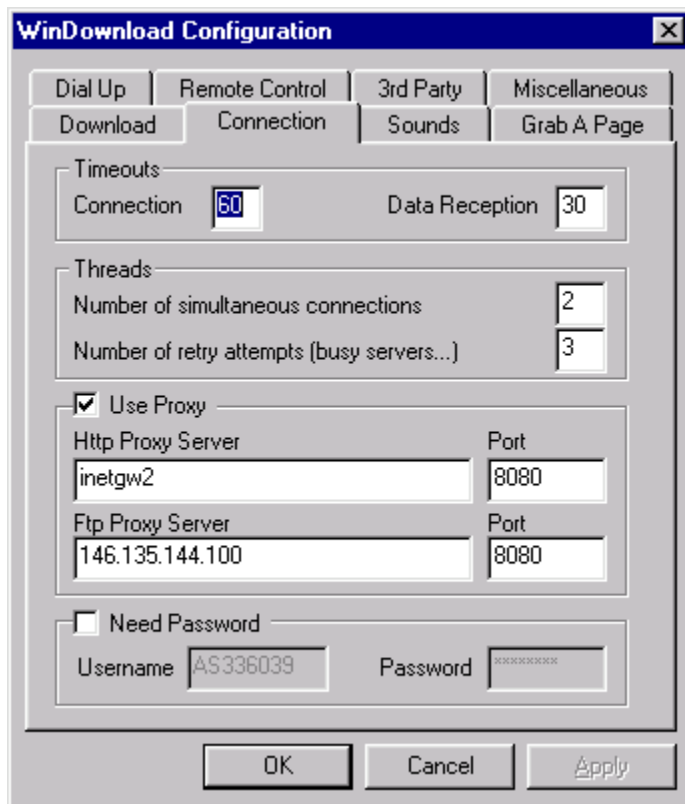 WinDownload Configuration
Dial Up Remote Control 3rd Party Miscellaneous
Download Connection Sounds Grab A Page
Timeouts
Connection 60 Data Reception 30
Threads
Number of simultaneous connections 2
Number of retry attempts (busy servers...) 3
Use Proxy
Http Proxy Server Port
inetgw2 8080
Ftp Proxy Server Port
146.135.144.100 8080
Need Password
Username AS336039 Password ********
OK Cancel Apply